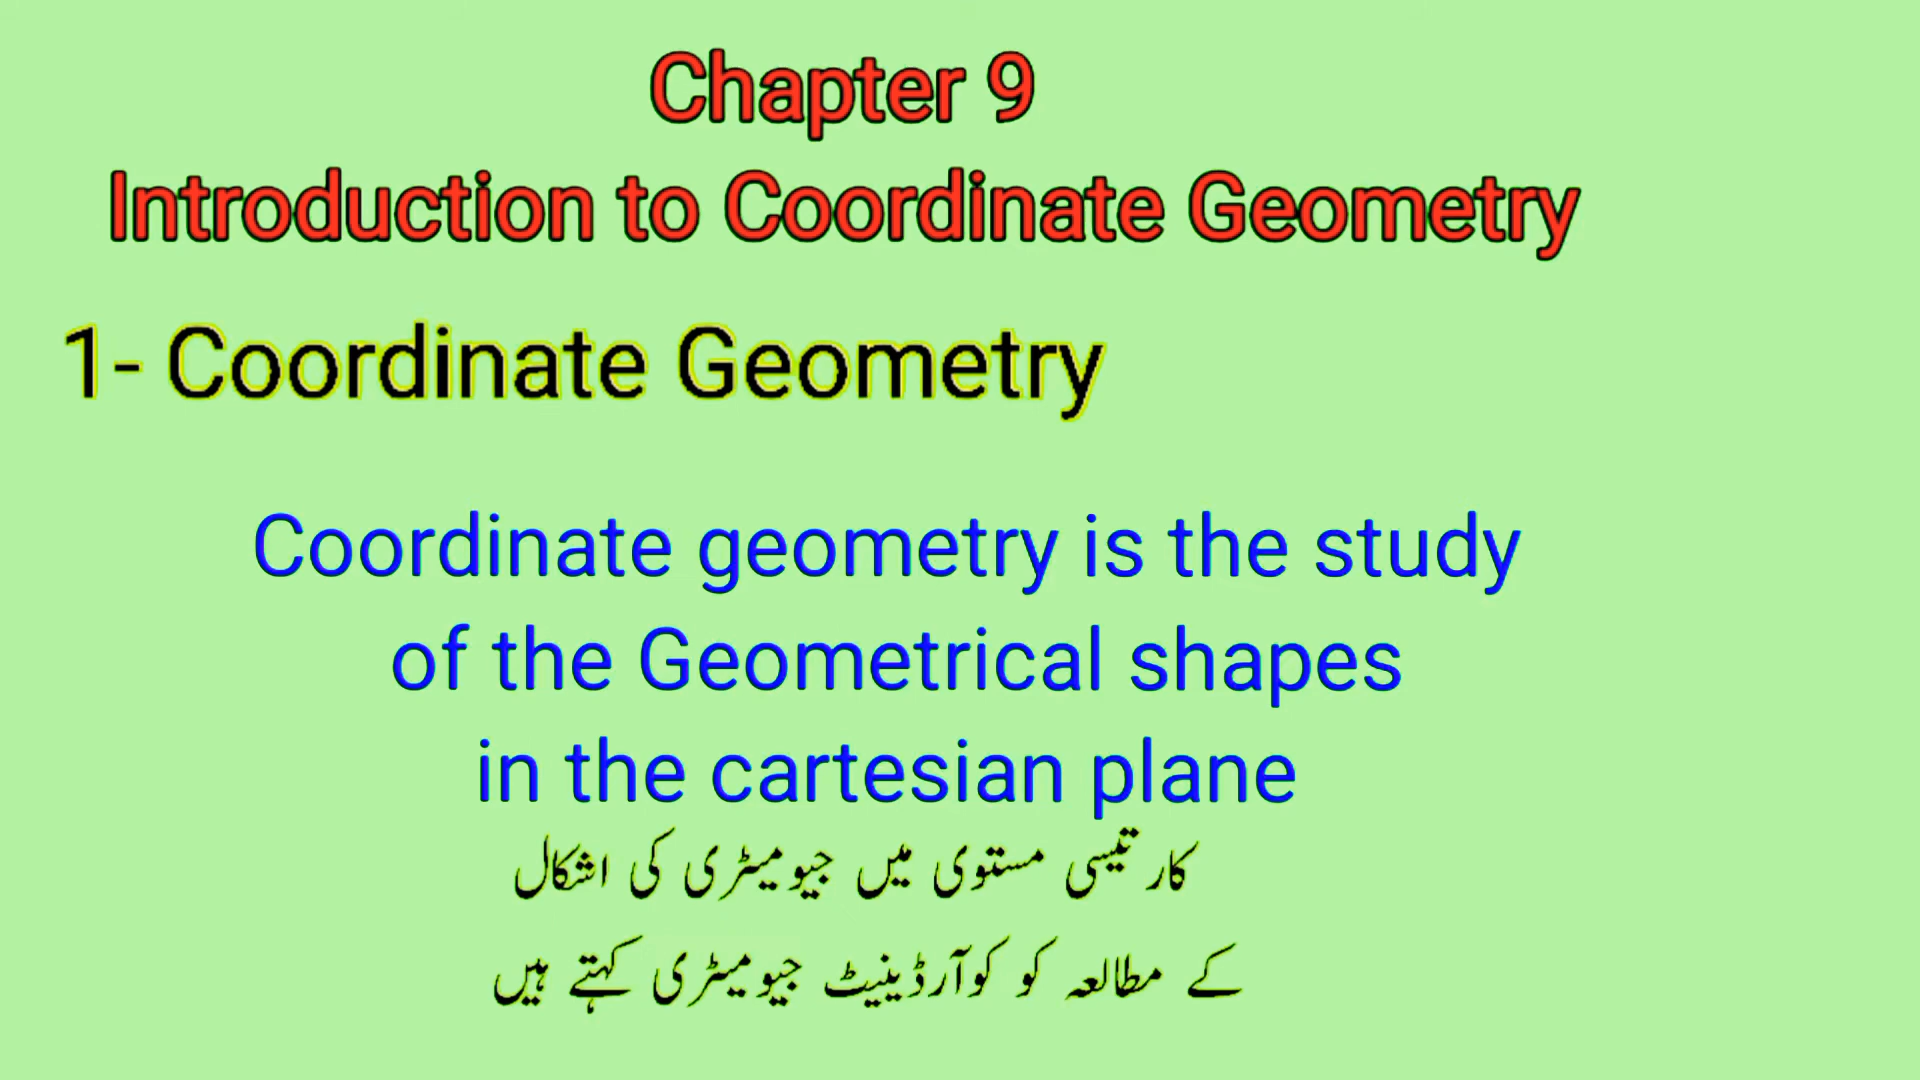 Chapter 9
Introduction to Coordinate Geometry
1- Coordinate Geometry
Coordinate geometry is the study
of the Geometrical shapes
in the cartesian plane
کارتیسی مستوی میں جیومیٹری کی اشکال
کے مطالعہ کو کوآرڈینیٹ جیومیٹری کہتے ہیں